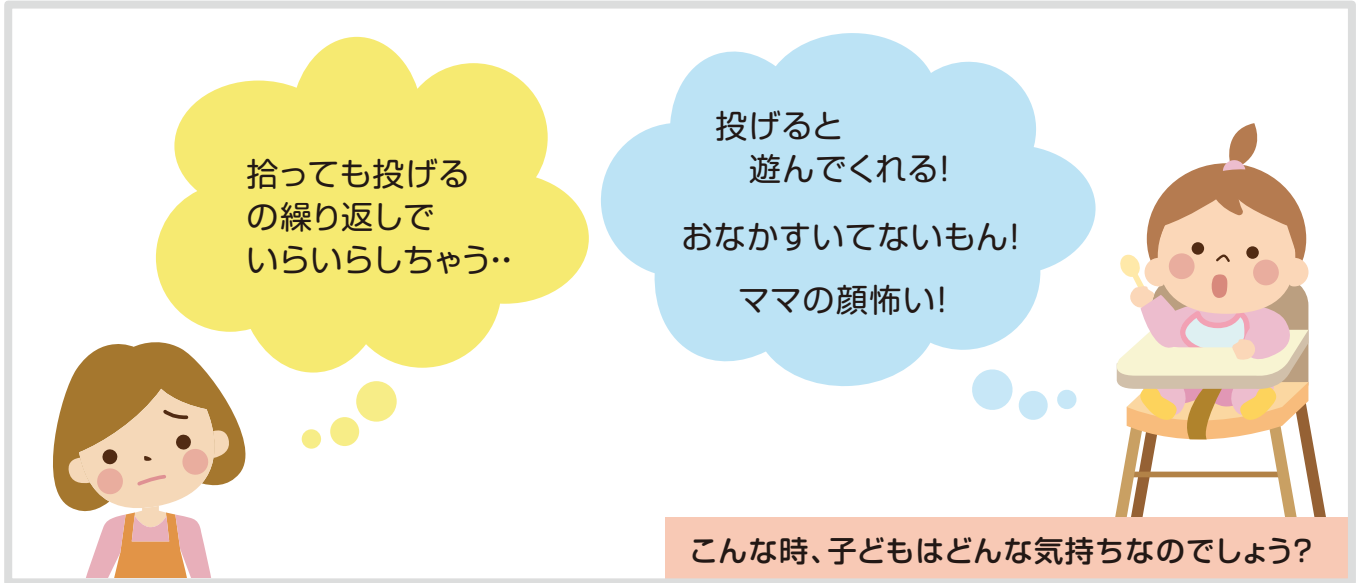 拾っても投げる
の繰り返しで
いらいらしちゃう‥
投げると
遊んでくれる!
おなかすいてないもん!
ママの顔怖い!
こんな時、子どもはどんな気持ちなのでしょう?